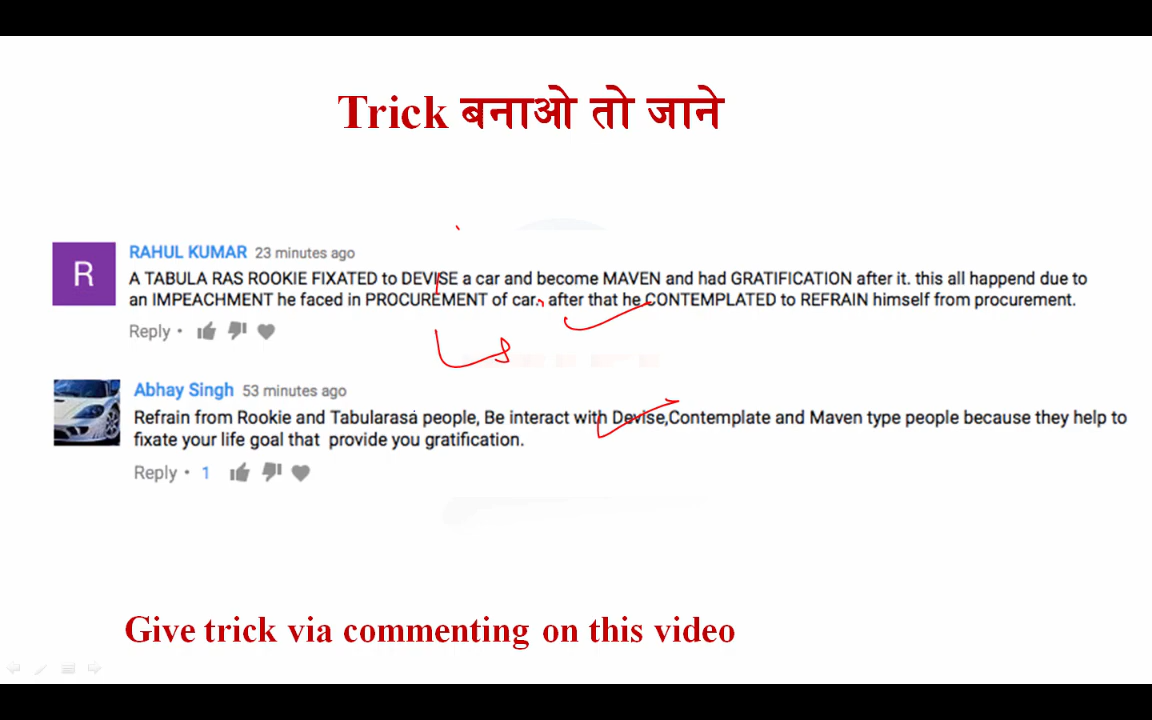 Trick बनाओ तो जाने
R
RAHUL KUMAR 23 minutes ago
A TABULA RAS ROOKIE FIXATED to DEVISE a car and become MAVEN and had GRATIFICATION after it. this all happend due to
an IMPEACHMENT he faced in PROCUREMENT of car. after that he CONTEMPLATED to REFRAIN himself from procurement.
Reply •
Abhay Singh 53 minutes ago
Refrain from Rookie and Tabularasa people, Be interact with Devise,Contemplate and Maven type people because they help to
fixate your life goal that provide you gratification.
Reply • 1
Give trick via commenting on this video